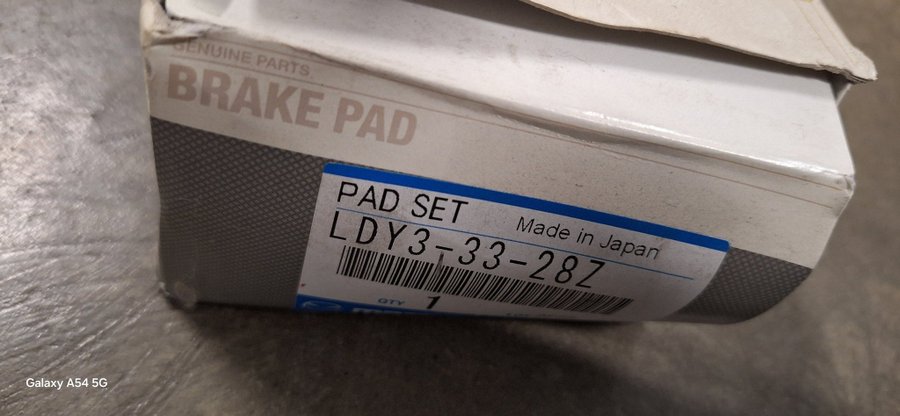 GENUINE PARTS
BRAKE PAD
PAD SET
Made in Japan
LDY3-33-28Z
QTY 1
Galaxy A54 5G